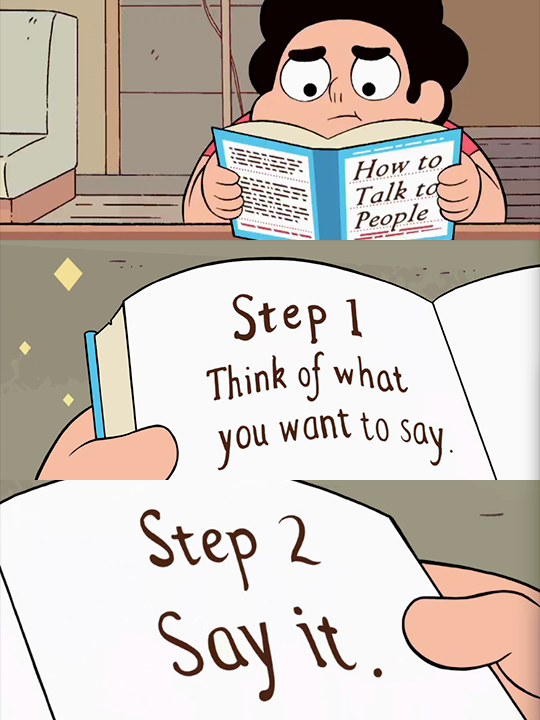 How to
Talk to
People
Step 1
Think of what
you want to say.
Step 2
Say it.